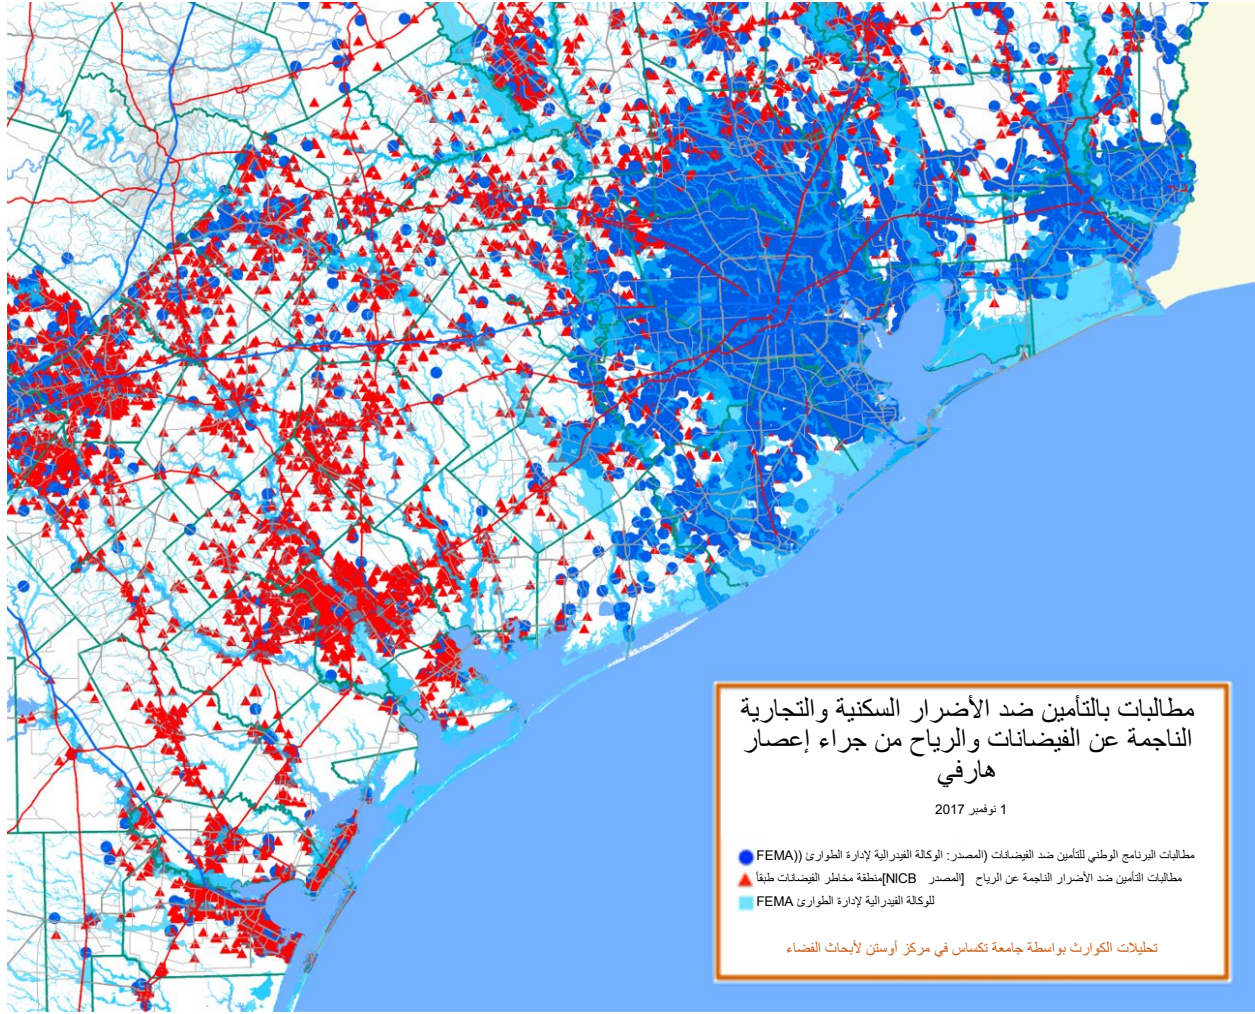 مطالبات بالتأمين ضد الأضرار السكنية والتجارية
الناجمة عن الفيضانات والرياح من جراء إعصار
هارفي
1 نوفمبر 2017
مطالبات البرنامج الوطني للتأمين ضد الفيضانات (المصدر: الوكالة الفيدرالية لإدارة الطوارئ ((FEMA
مطالبات التأمين ضد الأضرار الناجمة عن الرياح [المصدر NICB]منطقة مخاطر الفيضانات طبقاً
للوكالة الفيدرالية لإدارة الطوارئ FEMA
تحليلات الكوارث بواسطة جامعة تكساس في مركز أوستن لأبحاث الفضاء